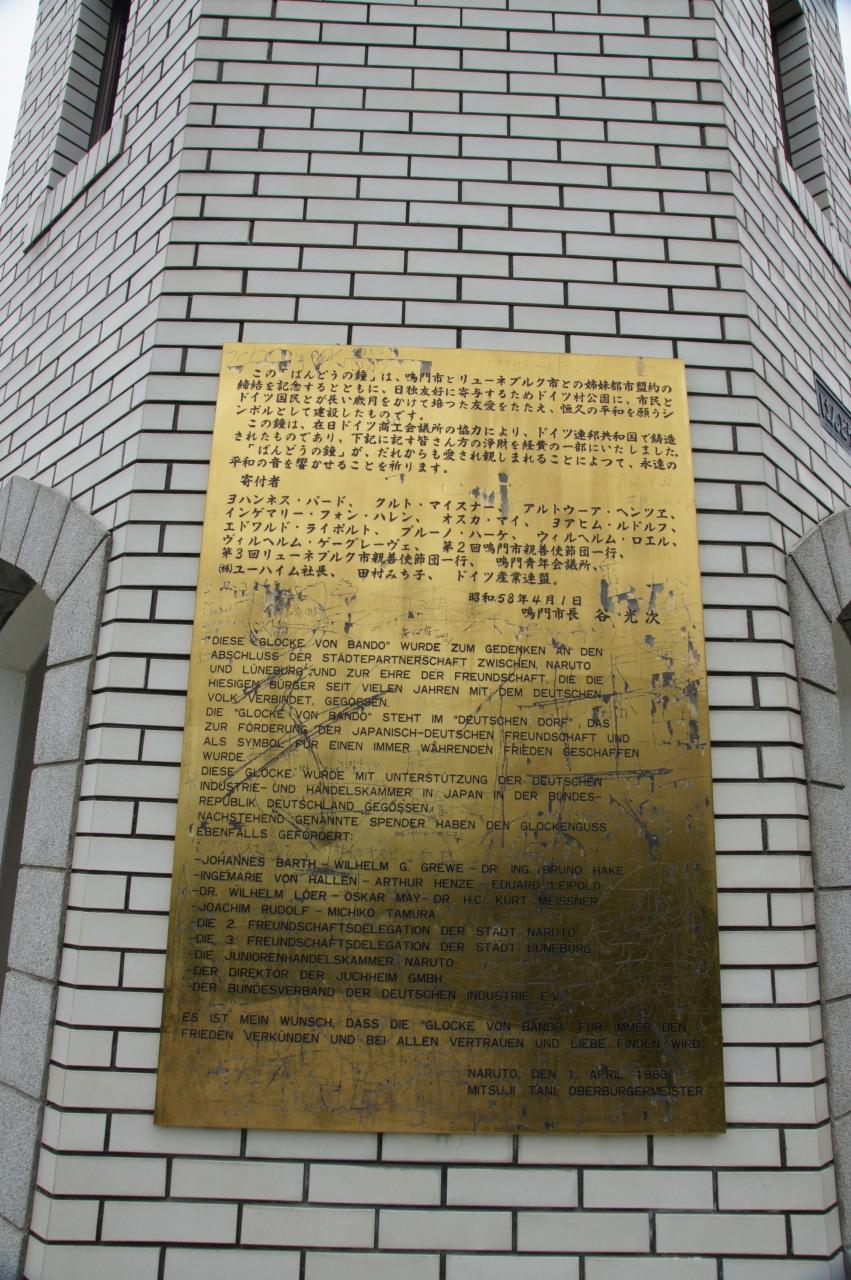 この「ばんどうの鐘」は、鳴門市とリューネブルク市との姉妹都市盟約の
締結を記念するとともに、日独友好に寄与するためドイツ村公園に、市民と
ドイツ国民とが長い歳月をかけて培つた友愛をたたえ、恒久の平和を願うシ
ンボルとして建設したものです。
この鐘は、在日ドイツ商工会議所の協力により、ドイツ連邦共和国で鋳造
されたものであり、下記に記す皆さん方の浄財を経費の一部にいたしました。
「ばんどうの鐘」が、だれからも愛され親しまれることによつて、永遠の
平和の音を響かせることを祈ります。
寄付者
ヨハンネス・バード、 クルト・マイスナー、 アルトゥーア・ヘンツェ、
インゲマリー・フォン・ハレン、 オスカ・マイ、 ヨアヒム・ルドルフ、
エドワルド・ライポルト、 ブルーノ・ハーケ、 ウィルヘルム・ロエル、
ヴィルヘルム・ゲーグレーヴェ、 第2回鳴門市親善使節団一行、
第3回リューネブルク市親善使節団一行、 鳴門青年会議所、
㈱ユーハイム社長、 田村みち子、 ドイツ産業連盟。
昭和58年4月1日
鳴門市長 谷 光次
DIESE "GLOCKE VON BANDO" WURDE ZUM GEDENKEN AN DEN
ABSCHLUSS DER STÄDTEPARTNERSCHAFT ZWISCHEN NARUTO
UND LÜNEBURG UND ZUR EHRE DER FREUNDSCHAFT, DIE DIE
HIESIGEN BÜRGER SEIT VIELEN JAHREN MIT DEM DEUTSCHEN
VOLK VERBINDET, GEGOSSEN.
DIE "GLOCKE VON BANDO" STEHT IM "DEUTSCHEN DORF", DAS
ZUR FÖRDERUNG DER JAPANISCH-DEUTSCHEN FREUNDSCHAFT UND
ALS SYMBOL FÜR EINEN IMMER WÄHRENDEN FRIEDEN GESCHAFFEN
WURDE.
DIESE GLOCKE WURDE MIT UNTERSTÜTZUNG DER DEUTSCHEN
INDUSTRIE- UND HANDELSKAMMER IN JAPAN IN DER BUNDES-
REPUBLIK DEUTSCHLAND GEGOSSEN.
NACHSTEHEND GENANNTE SPENDER HABEN DEN GLOCKENGUSS
EBENFALLS GEFÖRDERT:
-JOHANNES BARTH - WILHELM G. GREWE - DR. ING. BRUNO HAKE
-INGEMARIE VON HALLEN - ARTHUR HENZE - EDUARD LEIPOLD
-DR. WILHELM LÖER - OSKAR MAY - DR. H.C. KURT MEISSNER
-JOACHIM RUDOLF - MICHIKO TAMURA
-DIE 2. FREUNDSCHAFTSDELEGATION DER STADT NARUTO
-DIE 3. FREUNDSCHAFTSDELEGATION DER STADT LÜNEBURG
-DIE JUNIORENHANDELSKAMMER NARUTO
-DER DIREKTOR DER JUCHHEIM GMBH
-DER BUNDESVERBAND DER DEUTSCHEN INDUSTRIE E.V.
ES IST MEIN WUNSCH, DASS DIE "GLOCKE VON BANDO" FÜR IMMER DEN
FRIEDEN VERKÜNDEN UND BEI ALLEN VERTRAUEN UND LIEBE FINDEN WIRD.
NARUTO, DEN 1. APRIL 1983
MITSUJI TANI, OBERBÜRGERMEISTER